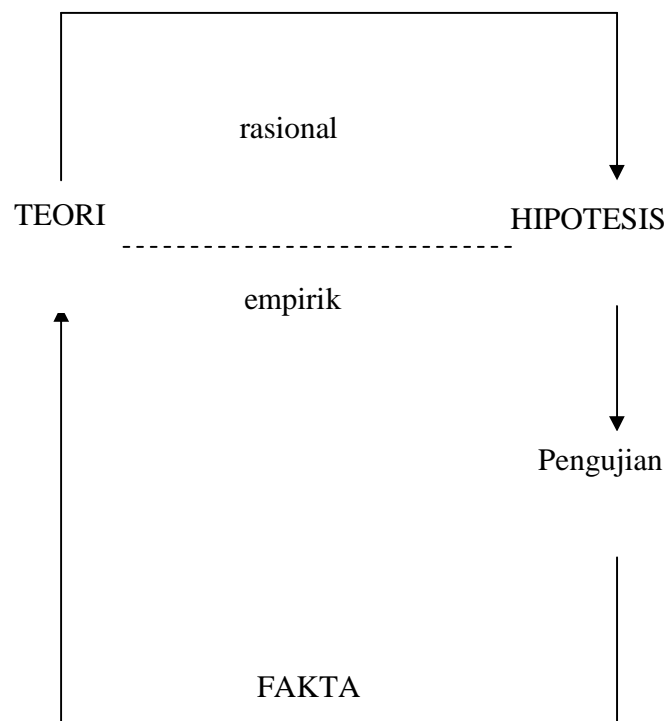 rasional
TEORI
HIPOTESIS
empirik
Pengujian
FAKTA